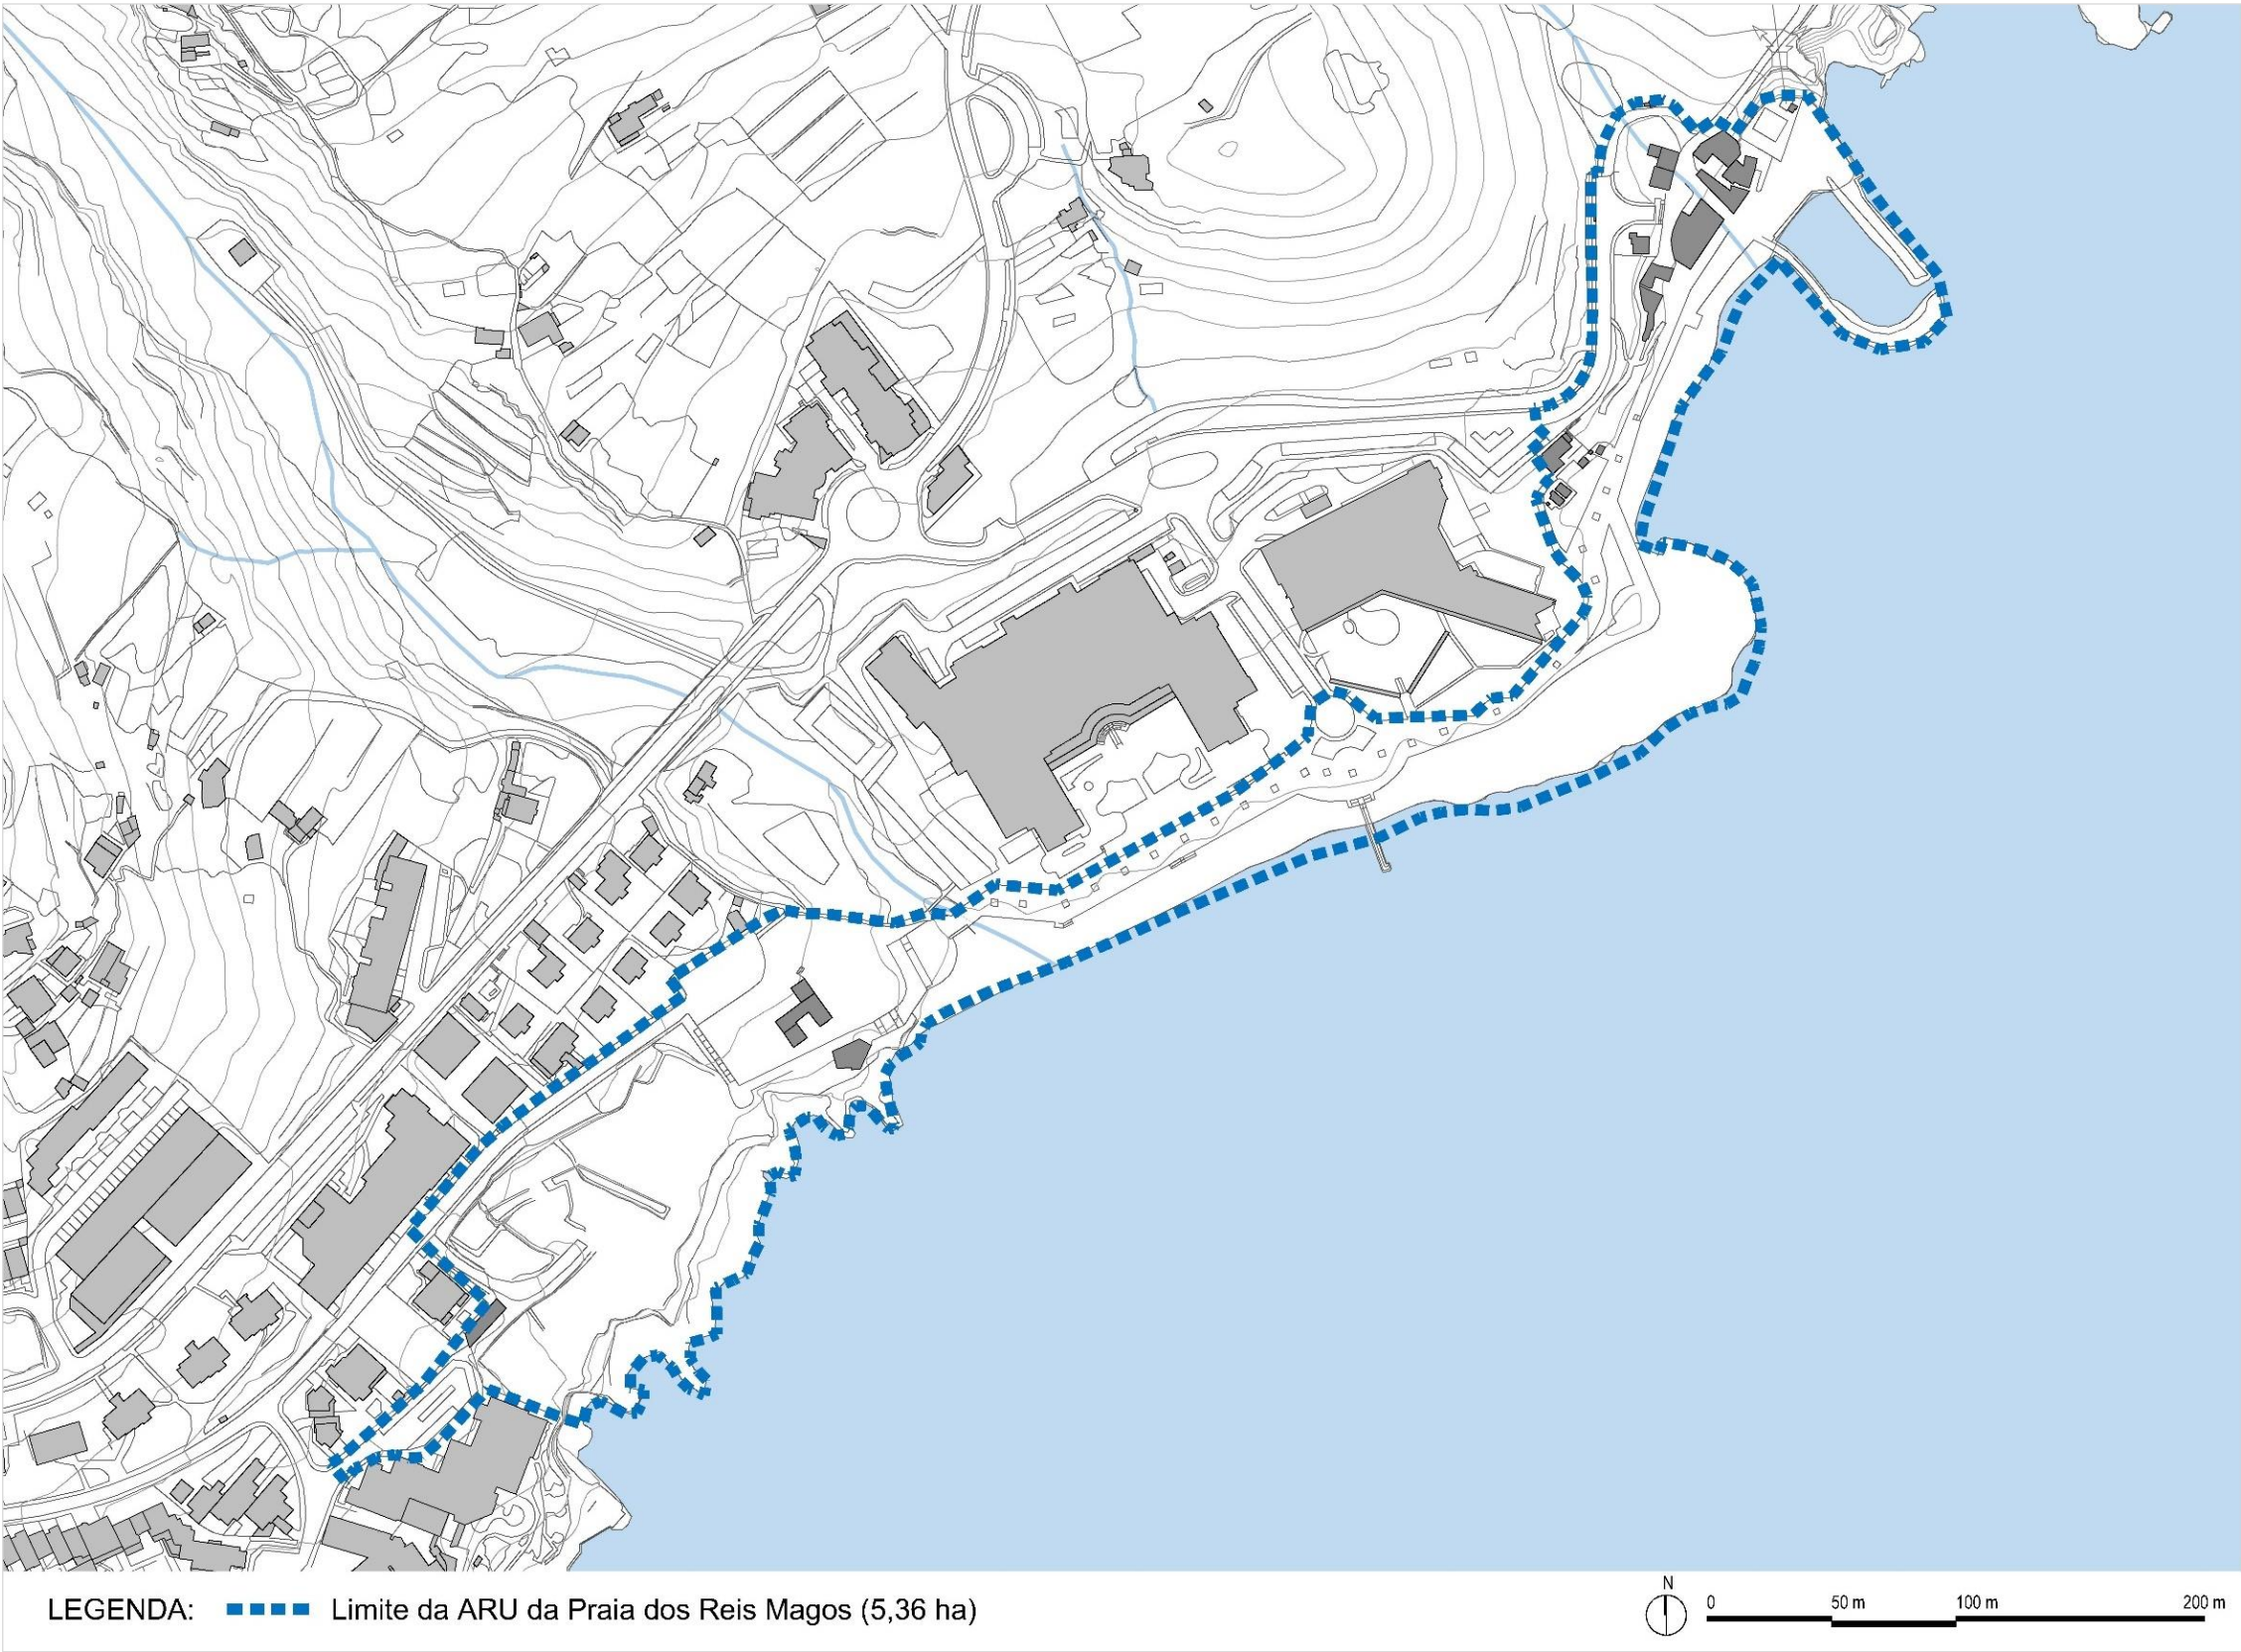 LEGENDA: Limite da ARU da Praia dos Reis Magos (5,36 ha)
N
0 50 m 100 m 200 m